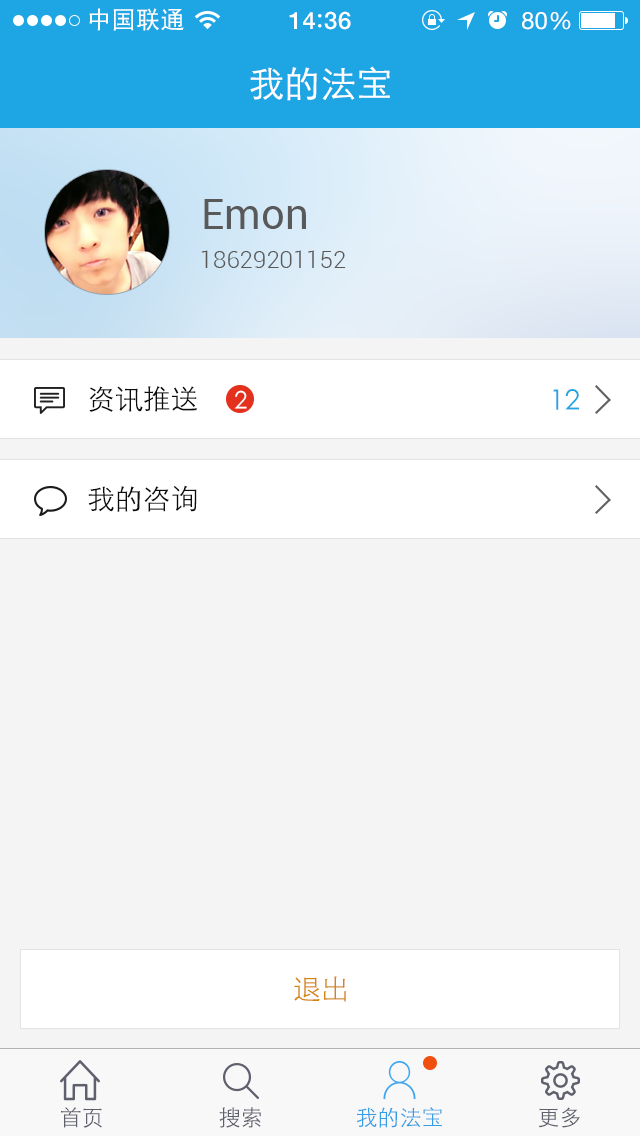 中国联通 14:36 80%
我的法宝
Emon
18629201152
资讯推送 2 12
我的咨询
退出
首页 搜索 我的法宝 更多